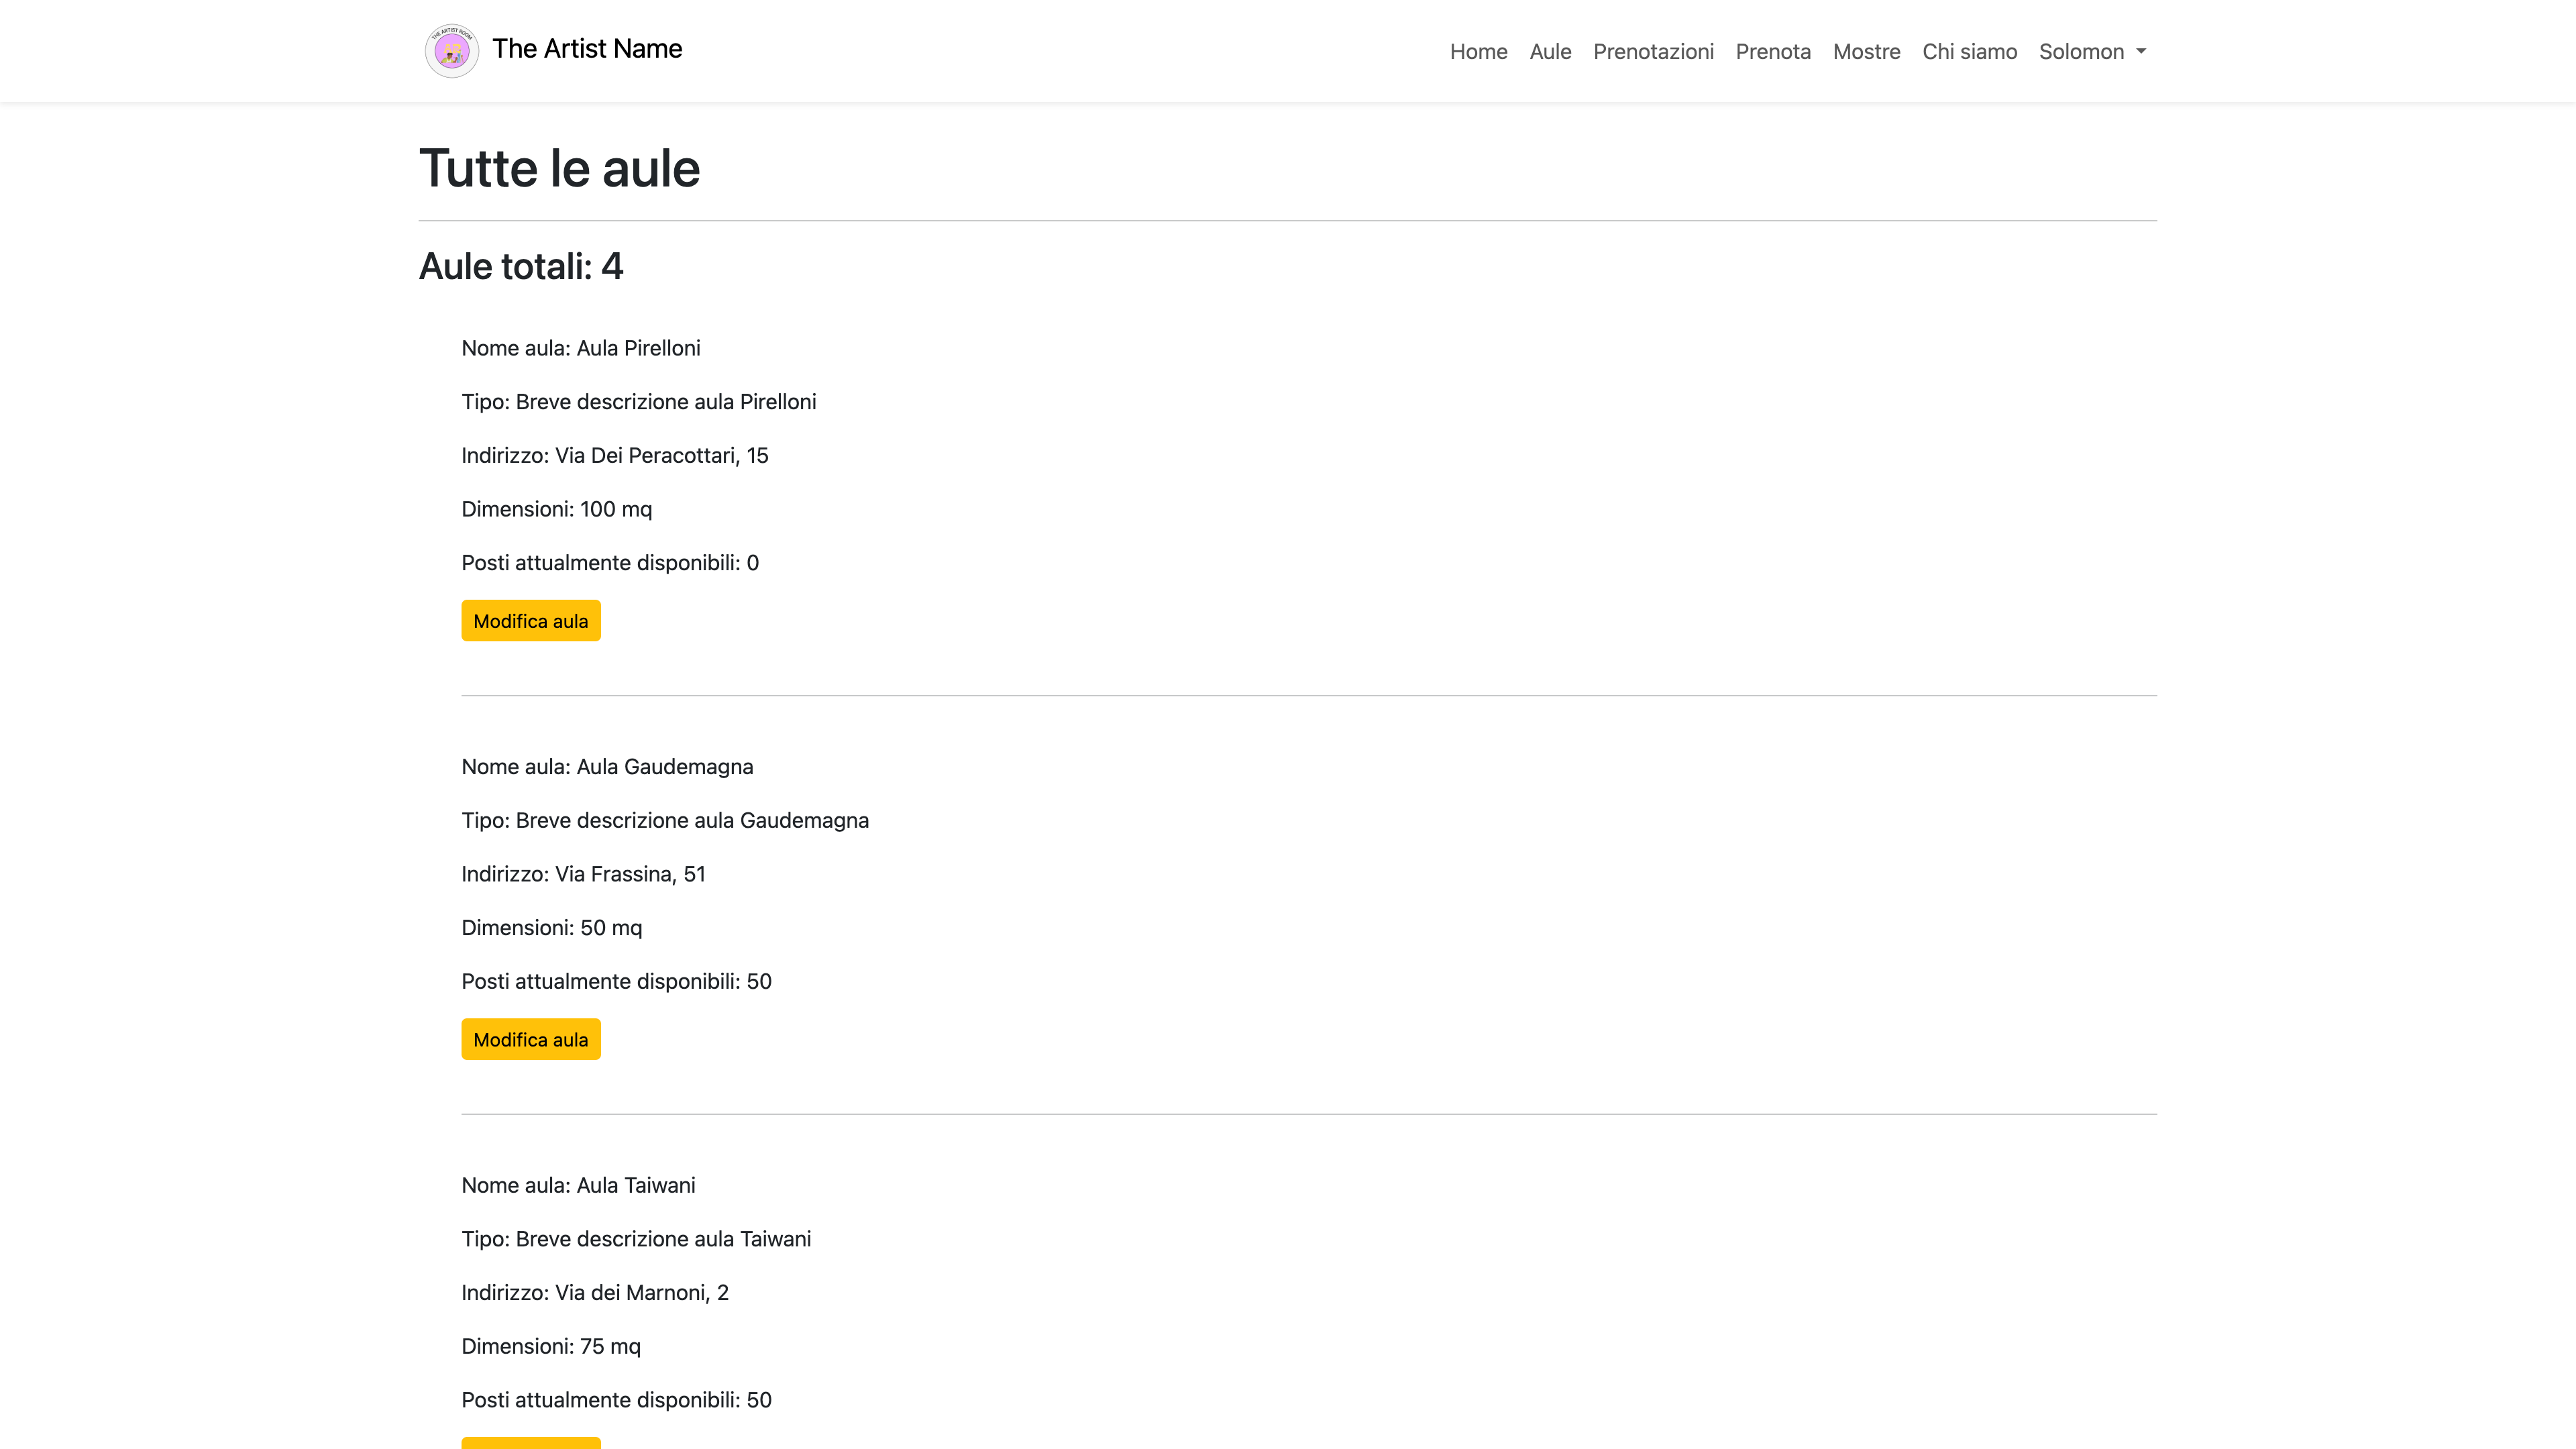 THE ARTIST ROOM
The Artist Name
Home Aule Prenotazioni Prenota Mostre Chi siamo Solomon
Tutte le aule
Aule totali: 4
Nome aula: Aula Pirelloni
Tipo: Breve descrizione aula Pirelloni
Indirizzo: Via Dei Peracottari, 15
Dimensioni: 100 mq
Posti attualmente disponibili: 0
Modifica aula
Nome aula: Aula Gaudemagna
Tipo: Breve descrizione aula Gaudemagna
Indirizzo: Via Frassina, 51
Dimensioni: 50 mq
Posti attualmente disponibili: 50
Modifica aula
Nome aula: Aula Taiwani
Tipo: Breve descrizione aula Taiwani
Indirizzo: Via dei Marnoni, 2
Dimensioni: 75 mq
Posti attualmente disponibili: 50